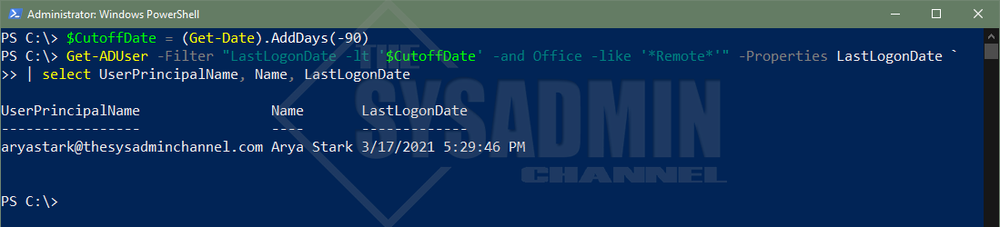 Administrator: Windows PowerShell
PS C:\> $CutoffDate = (Get-Date).AddDays(-90)
PS C:\> Get-ADUser -Filter "LastLogonDate -lt '$CutoffDate' -and Office -like '*Remote*'" -Properties LastLogonDate `
>> | select UserPrincipalName, Name, LastLogonDate
UserPrincipalName Name LastLogonDate
----------------- ---- -------------
aryastark@thesysadminchannel.com Arya Stark 3/17/2021 5:29:46 PM
PS C:\>
THE
SYSADMIN
CHANNEL